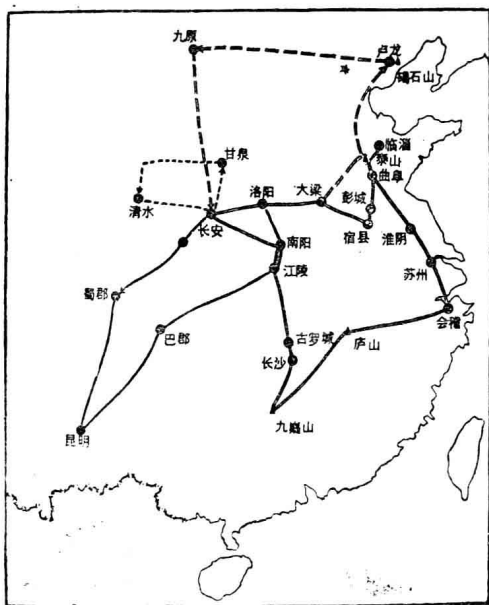 九原
卢龙
碣石山
临淄
泰山
曲阜
甘泉
洛阳
大梁
彭城
清水
长安
宿县
淮阴
南阳
江陵
苏州
蜀郡
会稽
巴郡
古罗城
庐山
长沙
九嶷山
昆明